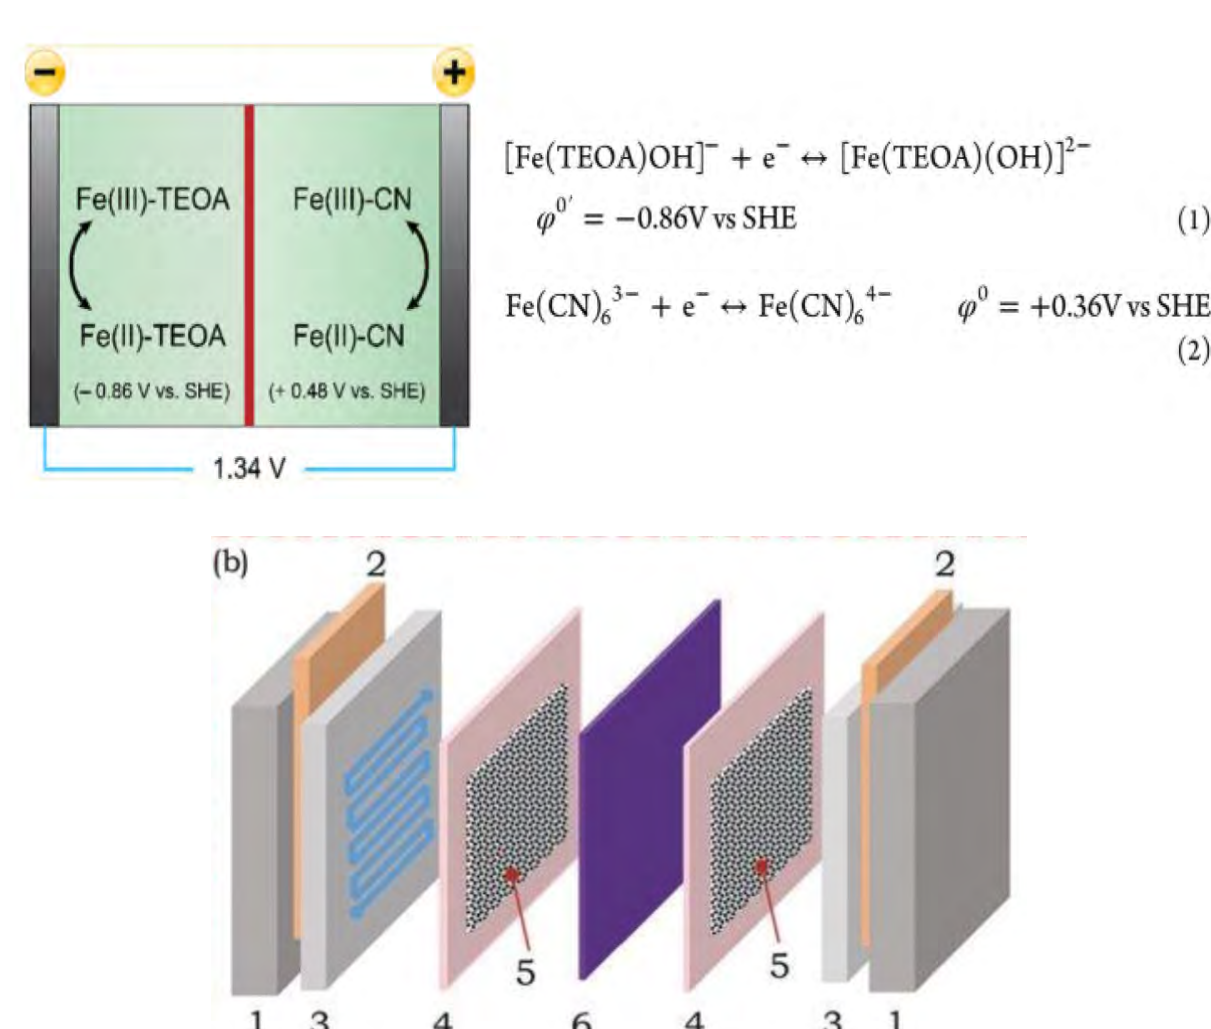 − +
[Fe(TEOA)OH]⁻ + e⁻ ↔ [Fe(TEOA)(OH)]²⁻
φ⁰′ = −0.86V vs SHE (1)
Fe(III)-TEOA Fe(III)-CN
Fe(CN)₆³⁻ + e⁻ ↔ Fe(CN)₆⁴⁻ φ⁰ = +0.36V vs SHE
(2)
Fe(II)-TEOA Fe(II)-CN
(− 0.86 V vs. SHE) (+ 0.48 V vs. SHE)
1.34 V
(b)
2 2
5 5
1 3 4 6 4 3 1